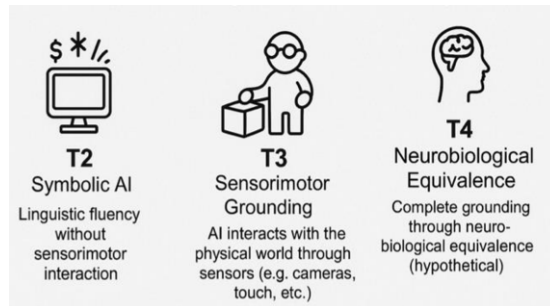 $ * /.
T2
Symbolic AI
Linguistic fluency
without
sensorimotor
interaction
T3
Sensorimotor
Grounding
AI interacts with the
physical world through
sensors (e.g. cameras,
touch, etc.)
T4
Neurobiological
Equivalence
Complete grounding
through neuro-
biological equivalence
(hypothetical)